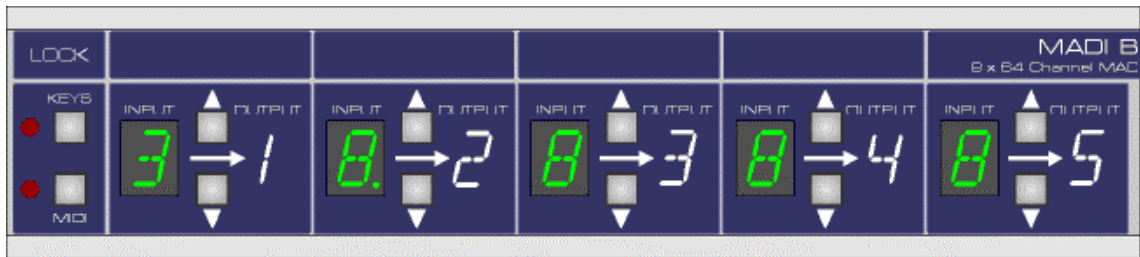 LOCK
MADI B
8 x 64 Channel MAD
KEYS
INPUT OUTPUT INPUT OUTPUT INPUT OUTPUT INPUT OUTPUT INPUT OUTPUT
3 1 8. 2 8 3 8 4 8 5
MIDI